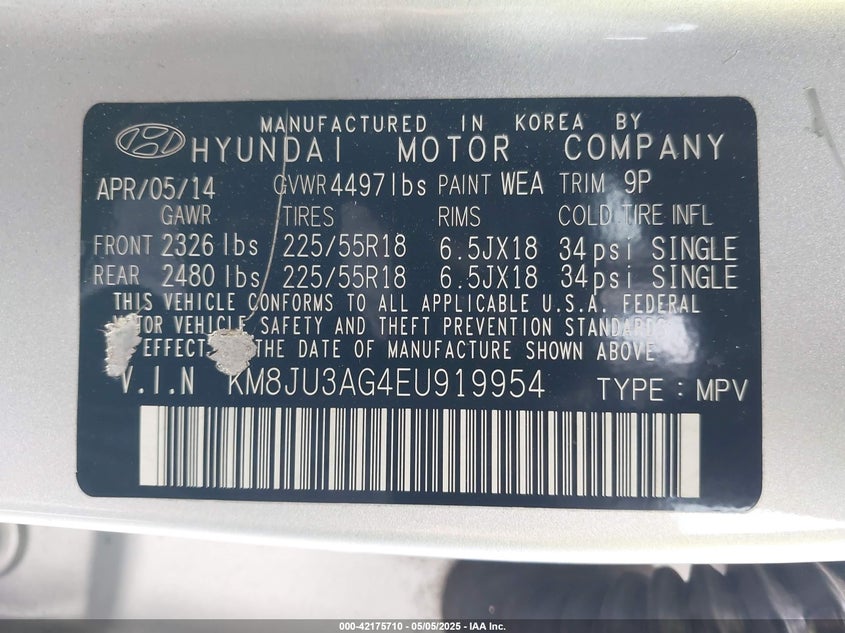 MANUFACTURED IN KOREA BY
HYUNDAI MOTOR COMPANY
APR/05/14 GVWR 4497lbs PAINT WEA TRIM 9P
GAWR TIRES RIMS COLD TIRE INFL
FRONT 2326 lbs 225/55R18 6.5JX18 34psi SINGLE
REAR 2480 lbs 225/55R18 6.5JX18 34psi SINGLE
THIS VEHICLE CONFORMS TO ALL APPLICABLE U.S.A. FEDERAL
VEHICLE SAFETY AND THEFT PREVENTION
EFFECT THE DATE OF MANUFACTURE SHOWN ABOVE
V.I.N KM8JU3AG4EU919954 TYPE : MPV
000-42175710 - 05/05/2025 - IAA Inc.